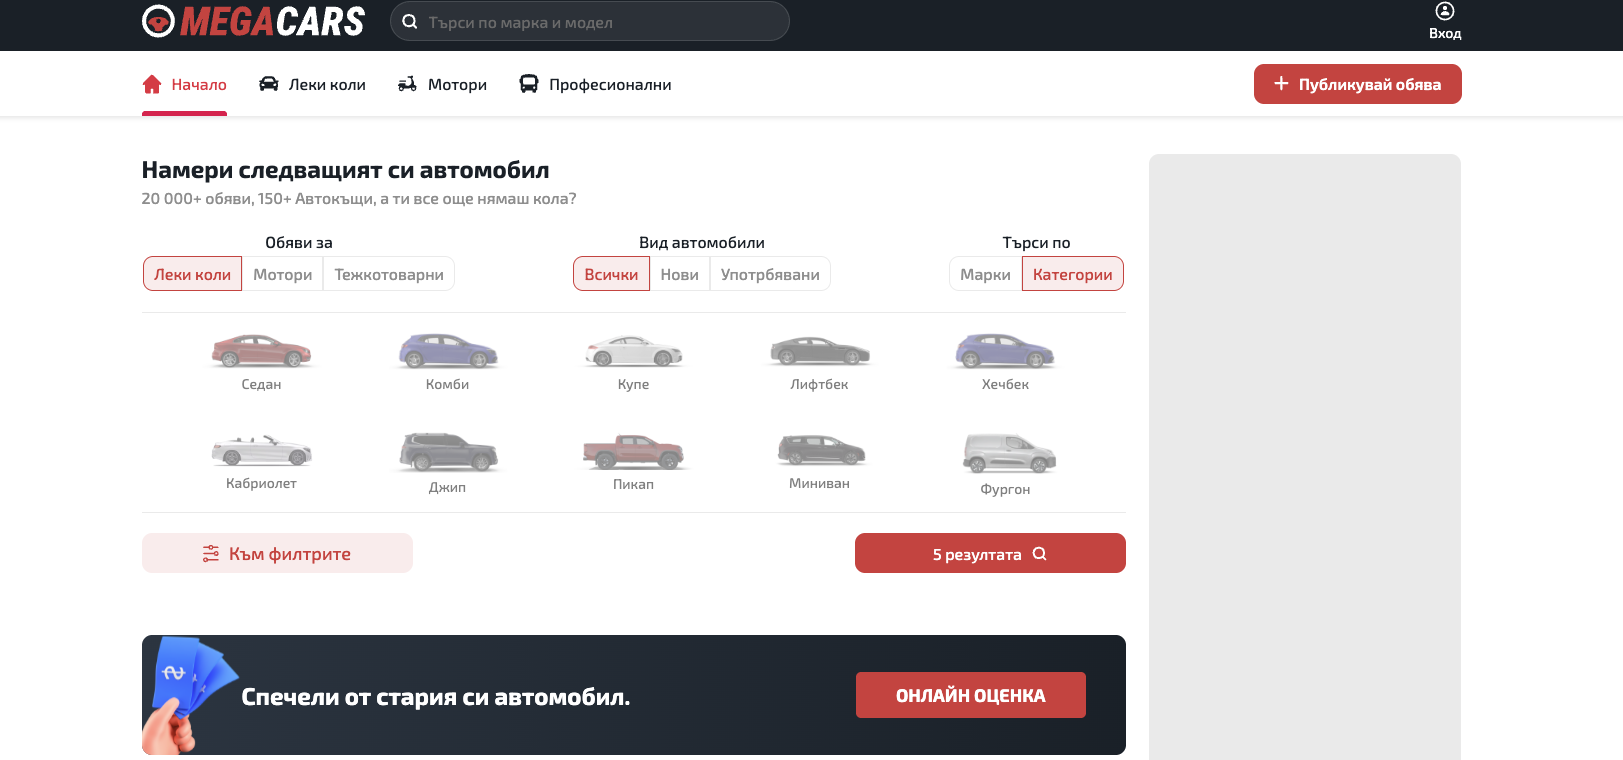 MEGACARS
Търси по марка и модел
Вход
Начало
Леки коли
Мотори
Професионални
Публикувай обява
Намери следващият си автомобил
20 000+ обяви, 150+ Автокъщи, а ти все още нямаш кола?
Обяви за
Леки коли Мотори Тежкотоварни
Вид автомобили
Всички Нови Употрбявани
Търси по
Марки Категории
Седан
Комби
Купе
Лифтбек
Хечбек
Кабриолет
Джип
Пикап
Миниван
Фургон
Към филтрите
5 резултата
Спечели от стария си автомобил.
ОНЛАЙН ОЦЕНКА